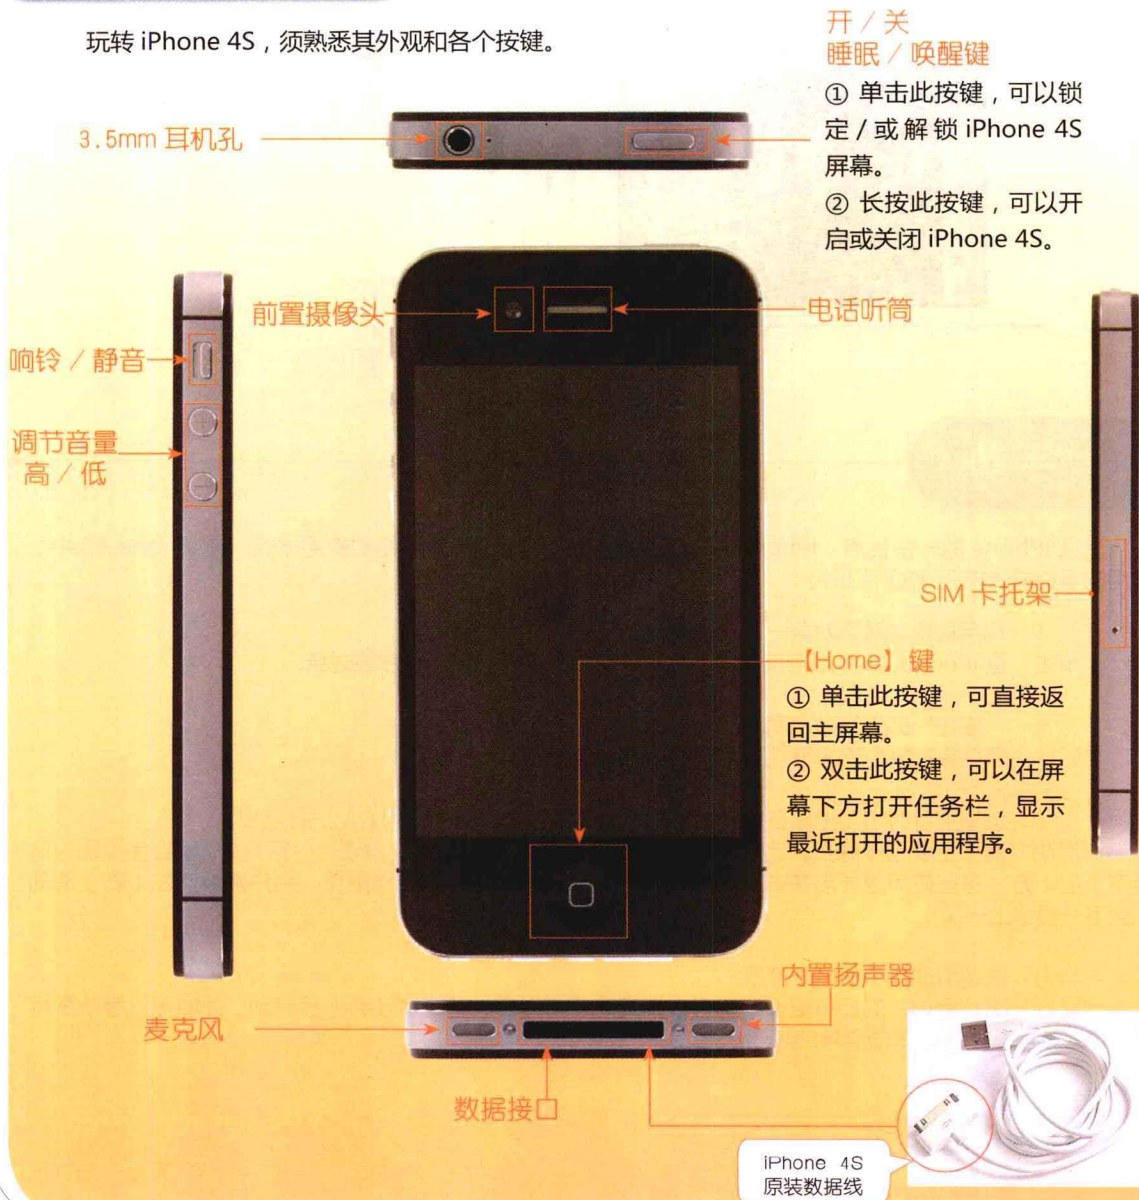 玩转 iPhone 4S，须熟悉其外观和各个按键。
开 / 关
睡眠 / 唤醒键
① 单击此按键，可以锁
定 / 或解锁 iPhone 4S
屏幕。
② 长按此按键，可以开
启或关闭 iPhone 4S。
3.5mm 耳机孔
前置摄像头
电话听筒
响铃 / 静音
调节音量
高 / 低
SIM 卡托架
【Home】键
① 单击此按键，可直接返
回主屏幕。
② 双击此按键，可以在屏
幕下方打开任务栏，显示
最近打开的应用程序。
内置扬声器
麦克风
数据接口
iPhone 4S
原装数据线